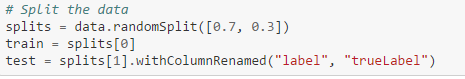 # Split the data
splits = data.randomSplit([0.7, 0.3])
train = splits[0]
test = splits[1].withColumnRenamed("label", "trueLabel")